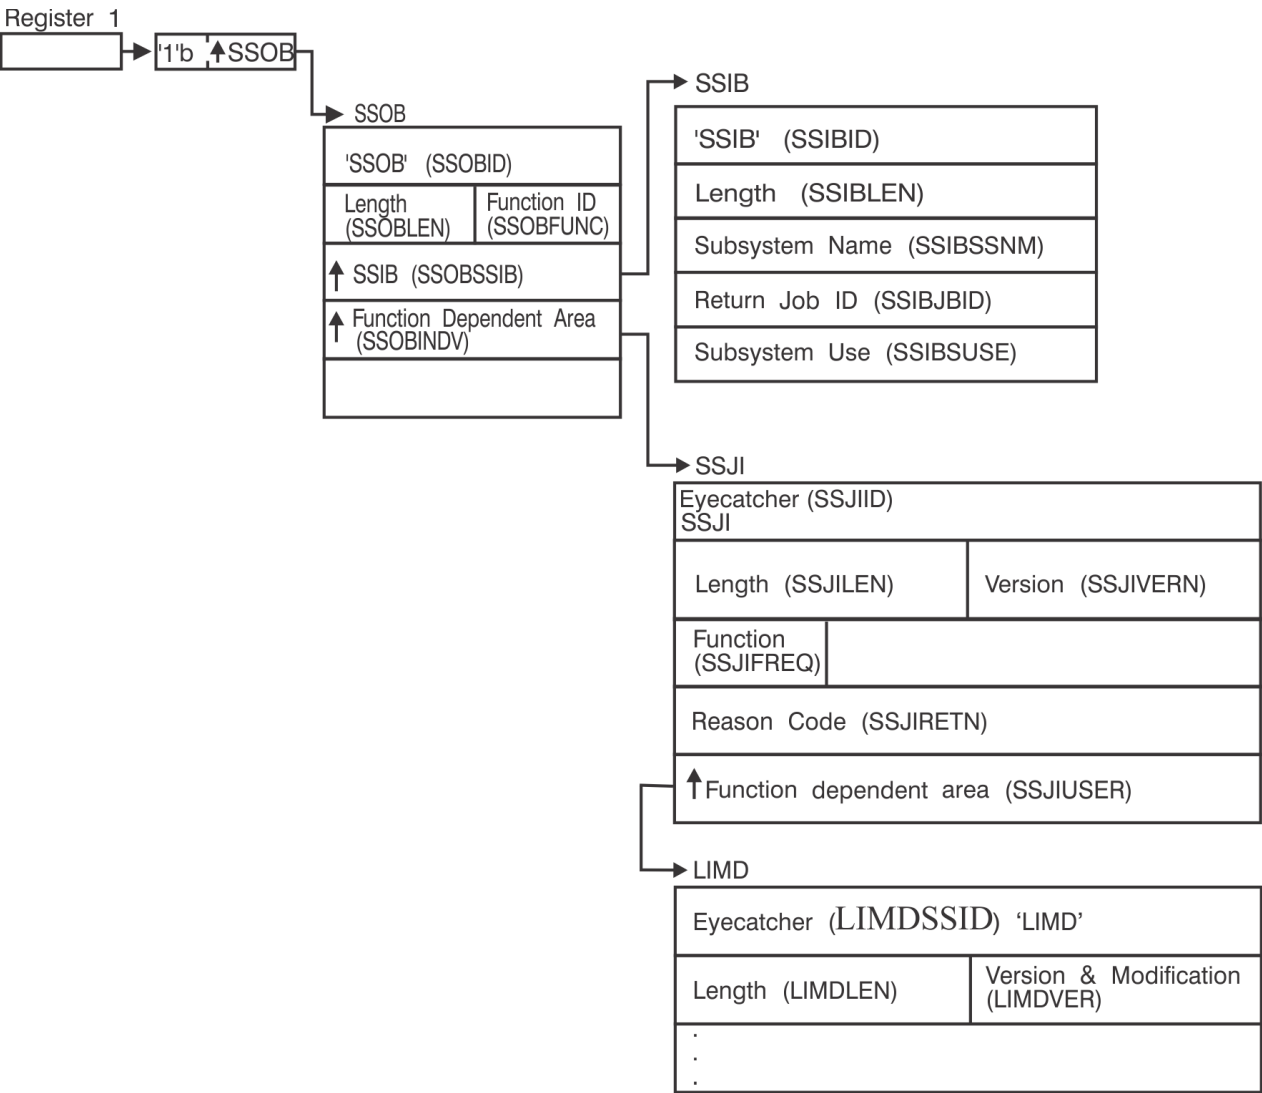 Register 1
'1'b SSOB
SSOB
'SSOB' (SSOBID)
Length
(SSOBLEN)
Function ID
(SSOBFUNC)
SSIB (SSOBSSIB)
Function Dependent Area
(SSOBINDV)
SSIB
'SSIB' (SSIBID)
Length (SSIBLEN)
Subsystem Name (SSIBSSNM)
Return Job ID (SSIBJBID)
Subsystem Use (SSIBSUSE)
SSJI
Eyecatcher (SSJIID)
SSJI
Length (SSJILEN)
Version (SSJIVERN)
Function
(SSJIFREQ)
Reason Code (SSJIRETN)
Function dependent area (SSJIUSER)
LIMD
Eyecatcher (LIMDSSID) ‘LIMD’
Length (LIMDLEN)
Version & Modification
(LIMDVER)
.
.
.